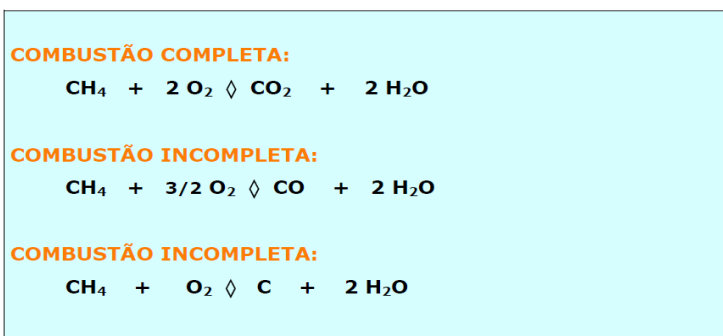 COMBUSTÃO COMPLETA:
CH₄ + 2 O₂ ◊ CO₂ + 2 H₂O
COMBUSTÃO INCOMPLETA:
CH₄ + 3/2 O₂ ◊ CO + 2 H₂O
COMBUSTÃO INCOMPLETA:
CH₄ + O₂ ◊ C + 2 H₂O